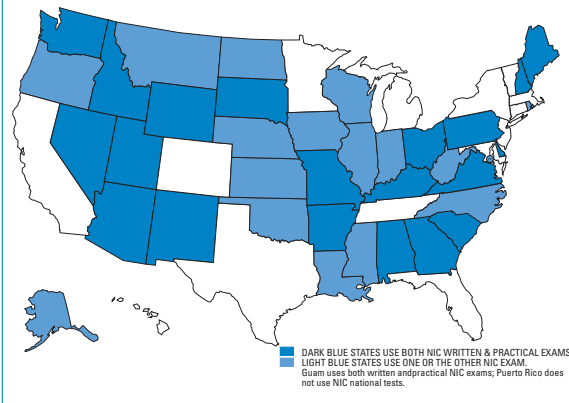 DARK BLUE STATES USE BOTH NIC WRITTEN & PRACTICAL EXAMS
LIGHT BLUE STATES USE ONE OR THE OTHER NIC EXAM.
Guam uses both written andpractical NIC exams; Puerto Rico does
not use NIC national tests.